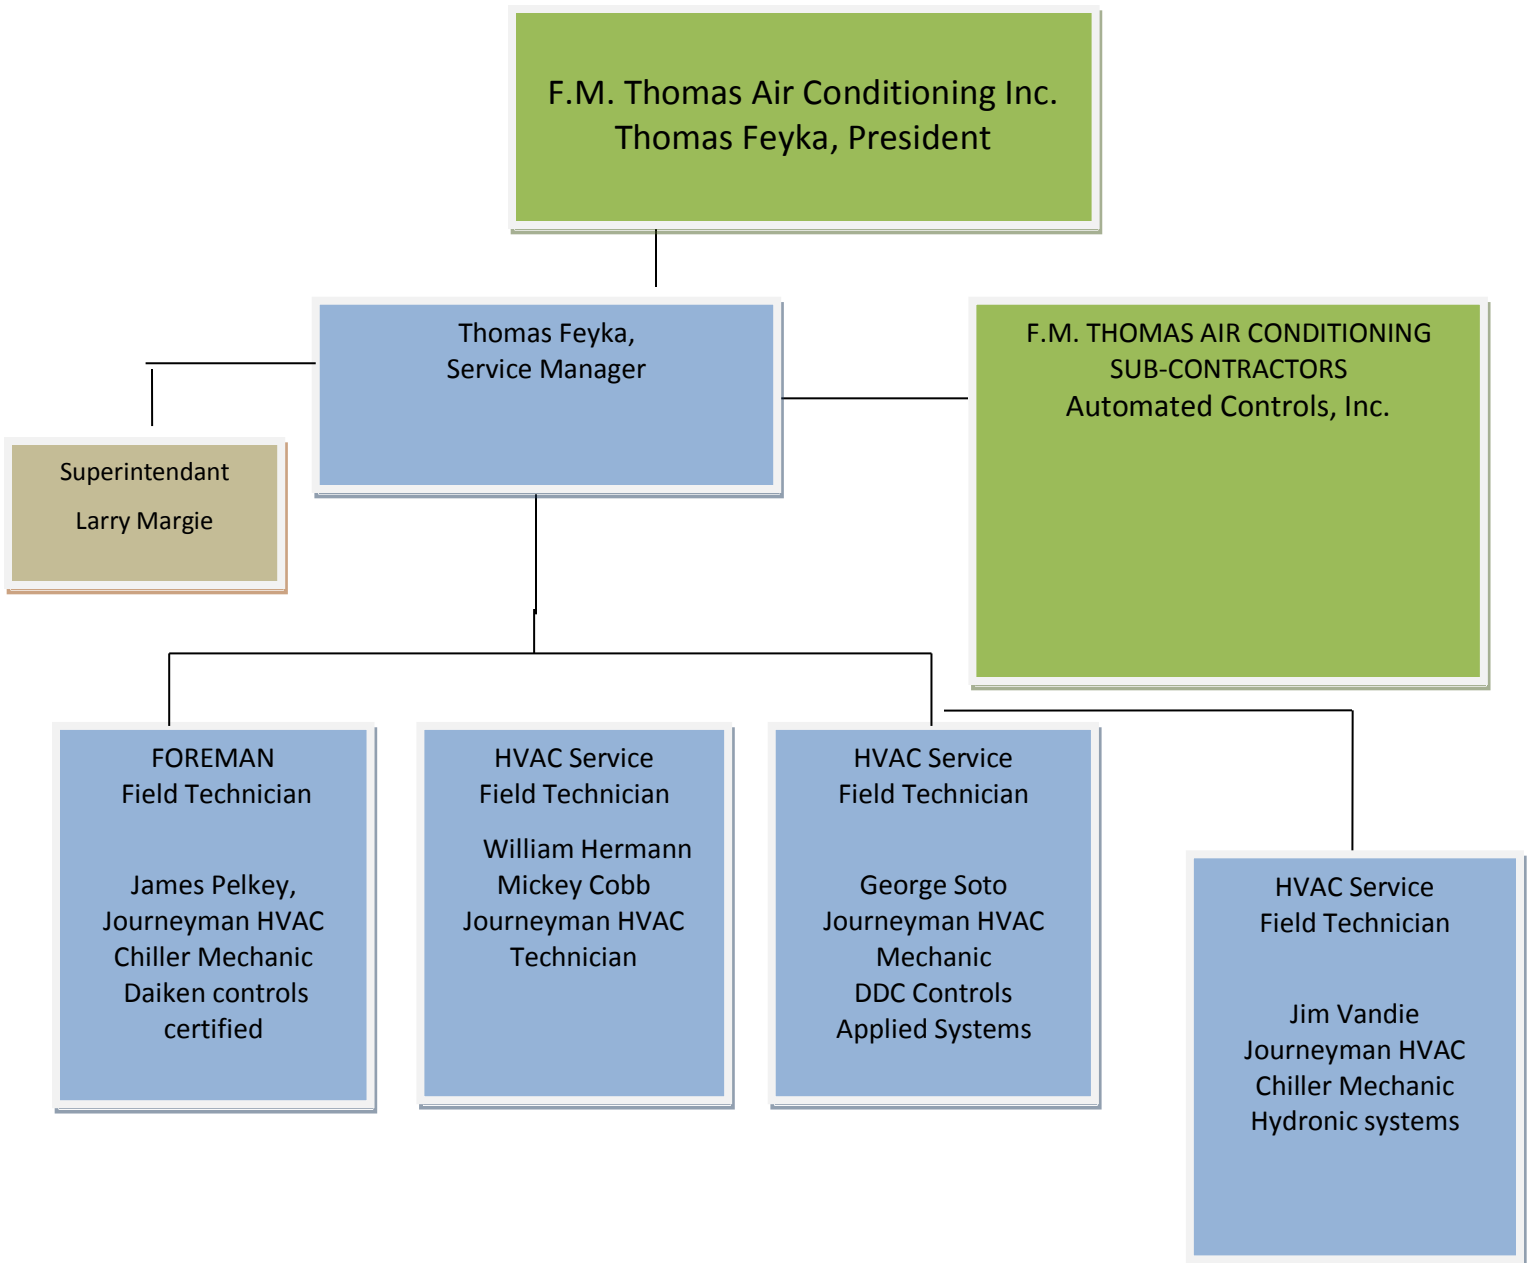 F.M. Thomas Air Conditioning Inc.
Thomas Feyka, President
Thomas Feyka,
Service Manager
F.M. THOMAS AIR CONDITIONING
SUB-CONTRACTORS
Automated Controls, Inc.
Superintendant
Larry Margie
FOREMAN
Field Technician
James Pelkey,
Journeyman HVAC
Chiller Mechanic
Daiken controls
certified
HVAC Service
Field Technician
William Hermann
Mickey Cobb
Journeyman HVAC
Technician
HVAC Service
Field Technician
George Soto
Journeyman HVAC
Mechanic
DDC Controls
Applied Systems
HVAC Service
Field Technician
Jim Vandie
Journeyman HVAC
Chiller Mechanic
Hydronic systems